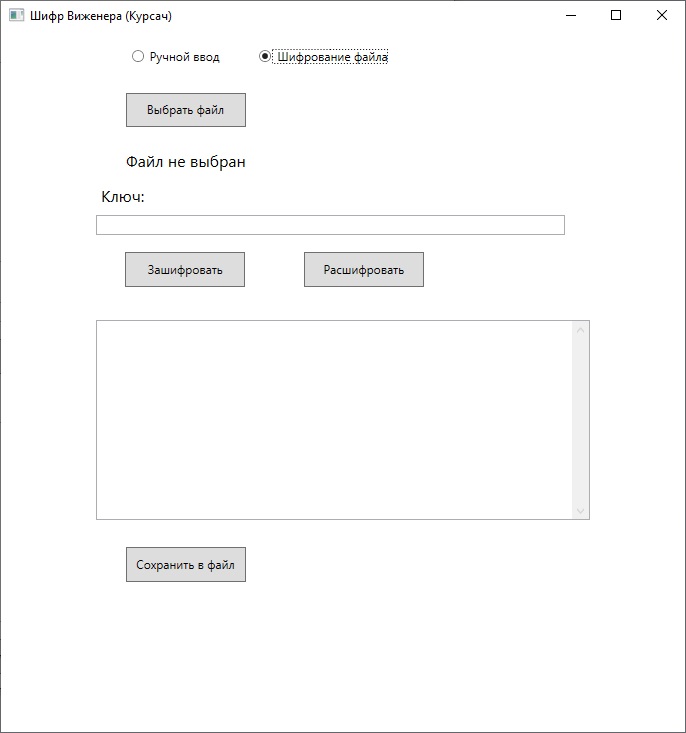 Шифр Виженера (Курсач)
Ручной ввод Шифрование файла
Выбрать файл
Файл не выбран
Ключ:
Зашифровать Расшифровать
Сохранить в файл